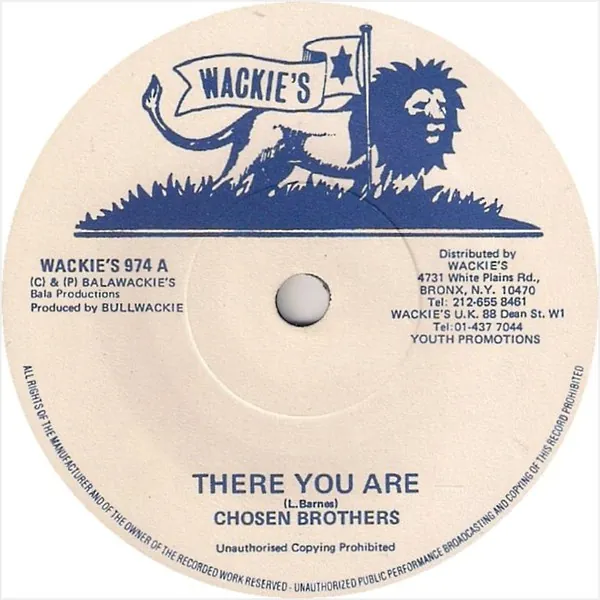 WACKIE'S
WACKIE'S 974 A
(C) & (P) BALAWACKIE'S
Bala Productions
Produced by BULLWACKIE
Distributed by
WACKIE'S
4731 White Plains Rd.,
BRONX, N.Y. 10470
Tel: 212-655 8461
WACKIE'S U.K. 88 Dean St. W1
Tel:01-437 7044
YOUTH PROMOTIONS
THERE YOU ARE
(L.Barnes)
CHOSEN BROTHERS
Unauthorised Copying Prohibited
ALL RIGHTS OF THE MANUFACTURER AND OF THE OWNER OF THE RECORDED WORK RESERVED - UNAUTHORIZED PUBLIC PERFORMANCE BROADCASTING AND COPYING OF THIS RECORD PROHIBITED